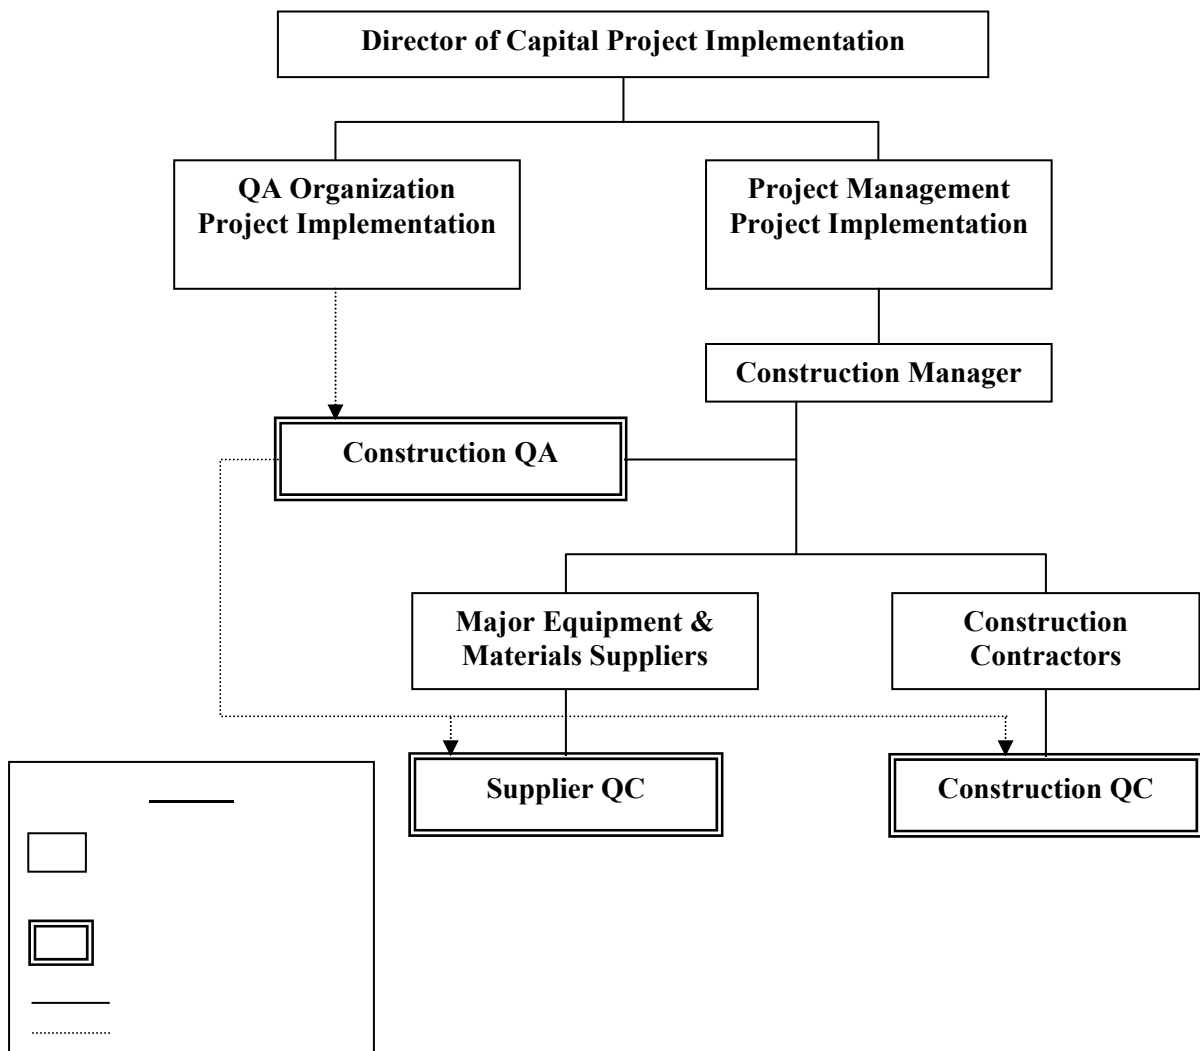 Director of Capital Project Implementation
QA Organization
Project Implementation
Project Management
Project Implementation
Construction Manager
Construction QA
Major Equipment &
Materials Suppliers
Construction
Contractors
Supplier QC
Construction QC